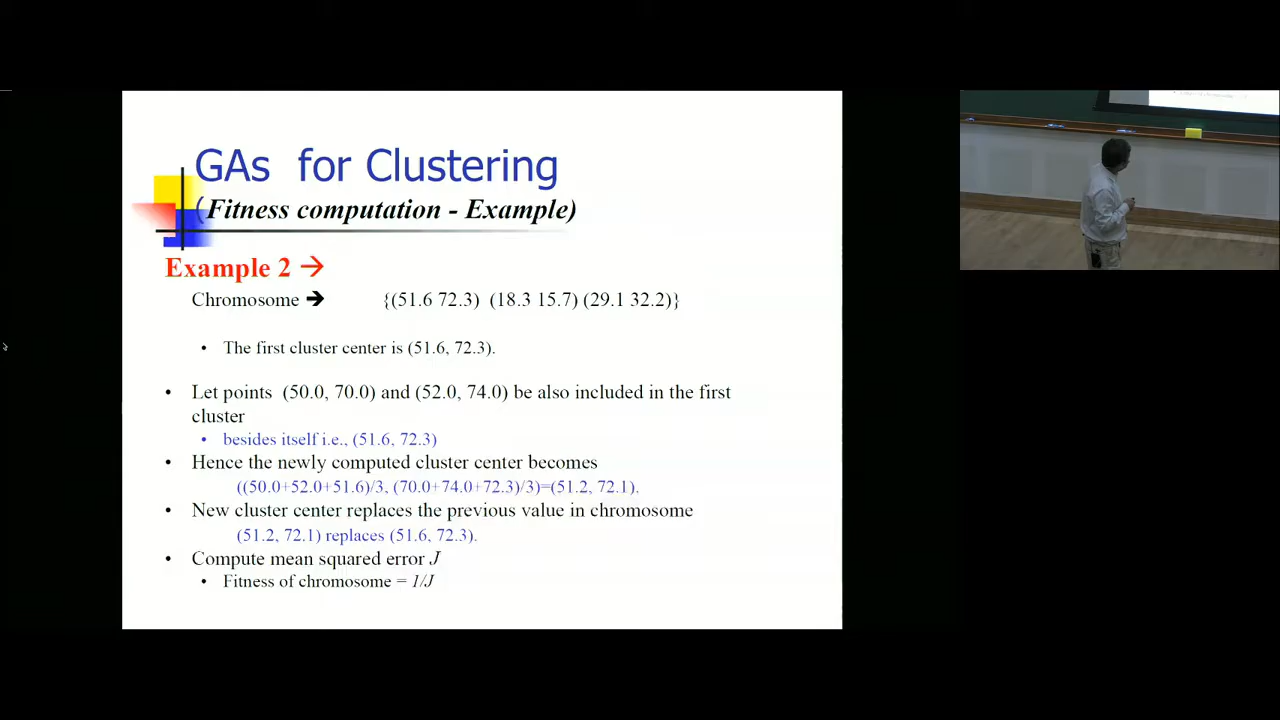 GAs for Clustering
(Fitness computation - Example)
Example 2 →
Chromosome ➔ {(51.6 72.3) (18.3 15.7) (29.1 32.2)}
• The first cluster center is (51.6, 72.3).
• Let points (50.0, 70.0) and (52.0, 74.0) be also included in the first
cluster
• besides itself i.e., (51.6, 72.3)
• Hence the newly computed cluster center becomes
((50.0+52.0+51.6)/3, (70.0+74.0+72.3)/3)=(51.2, 72.1).
• New cluster center replaces the previous value in chromosome
(51.2, 72.1) replaces (51.6, 72.3).
• Compute mean squared error J
• Fitness of chromosome = 1/J